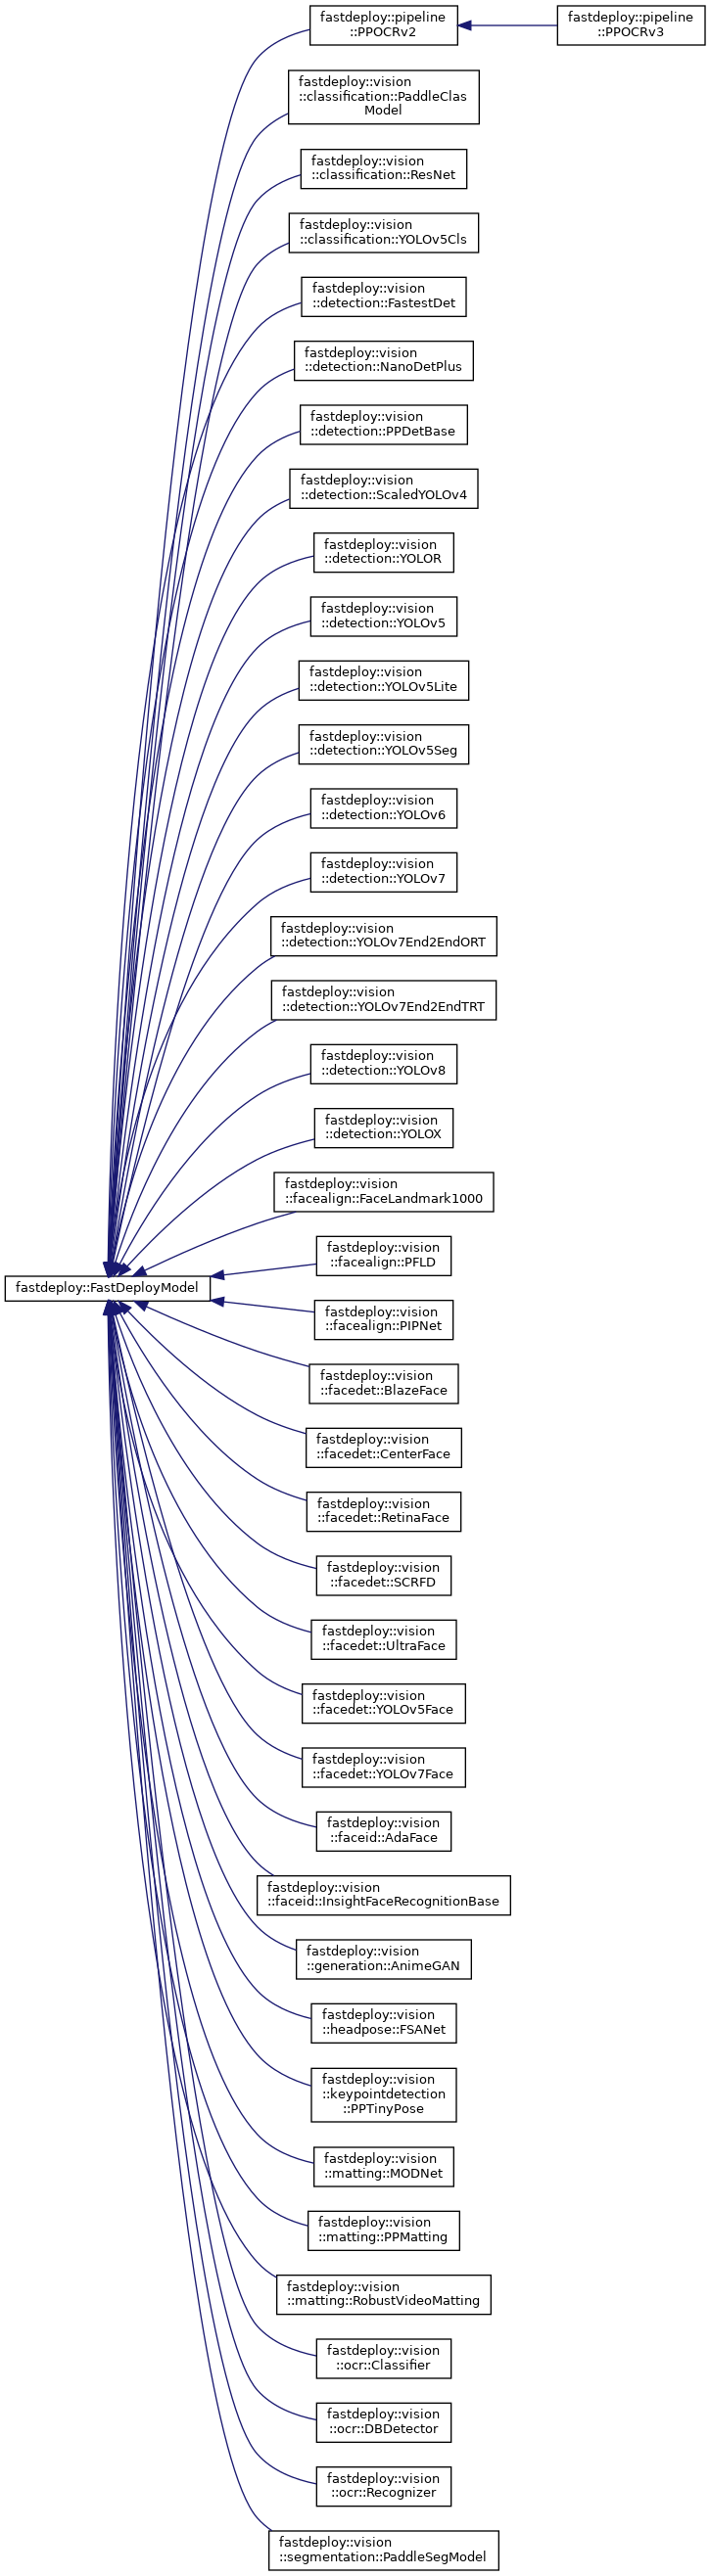 fastdeploy::pipeline
::PPOCRv2
fastdeploy::pipeline
::PPOCRv3
fastdeploy::vision
::classification::PaddleClas
Model
fastdeploy::vision
::classification::ResNet
fastdeploy::vision
::classification::YOLOv5Cls
fastdeploy::vision
::detection::FastestDet
fastdeploy::vision
::detection::NanoDetPlus
fastdeploy::vision
::detection::PPDetBase
fastdeploy::vision
::detection::ScaledYOLOv4
fastdeploy::vision
::detection::YOLOR
fastdeploy::vision
::detection::YOLOv5
fastdeploy::vision
::detection::YOLOv5Lite
fastdeploy::vision
::detection::YOLOv5Seg
fastdeploy::vision
::detection::YOLOv6
fastdeploy::vision
::detection::YOLOv7
fastdeploy::vision
::detection::YOLOv7End2EndORT
fastdeploy::vision
::detection::YOLOv7End2EndTRT
fastdeploy::vision
::detection::YOLOv8
fastdeploy::vision
::detection::YOLOX
fastdeploy::vision
::facealign::FaceLandmark1000
fastdeploy::vision
::facealign::PFLD
fastdeploy::FastDeployModel
fastdeploy::vision
::facealign::PIPNet
fastdeploy::vision
::facedet::BlazeFace
fastdeploy::vision
::facedet::CenterFace
fastdeploy::vision
::facedet::RetinaFace
fastdeploy::vision
::facedet::SCRFD
fastdeploy::vision
::facedet::UltraFace
fastdeploy::vision
::facedet::YOLOv5Face
fastdeploy::vision
::facedet::YOLOv7Face
fastdeploy::vision
::faceid::AdaFace
fastdeploy::vision
::faceid::InsightFaceRecognitionBase
fastdeploy::vision
::generation::AnimeGAN
fastdeploy::vision
::headpose::FSANet
fastdeploy::vision
::keypointdetection
::PPTinyPose
fastdeploy::vision
::matting::MODNet
fastdeploy::vision
::matting::PPMatting
fastdeploy::vision
::matting::RobustVideoMatting
fastdeploy::vision
::ocr::Classifier
fastdeploy::vision
::ocr::DBDetector
fastdeploy::vision
::ocr::Recognizer
fastdeploy::vision
::segmentation::PaddleSegModel